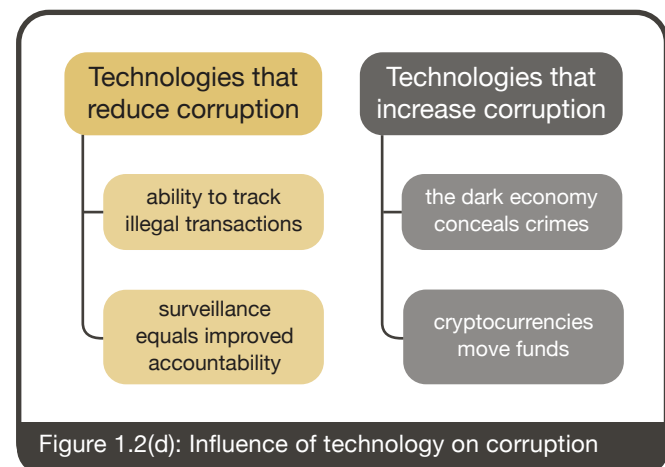 Technologies that
reduce corruption
ability to track
illegal transactions
surveillance
equals improved
accountability
Technologies that
increase corruption
the dark economy
conceals crimes
cryptocurrencies
move funds
Figure 1.2(d): Influence of technology on corruption